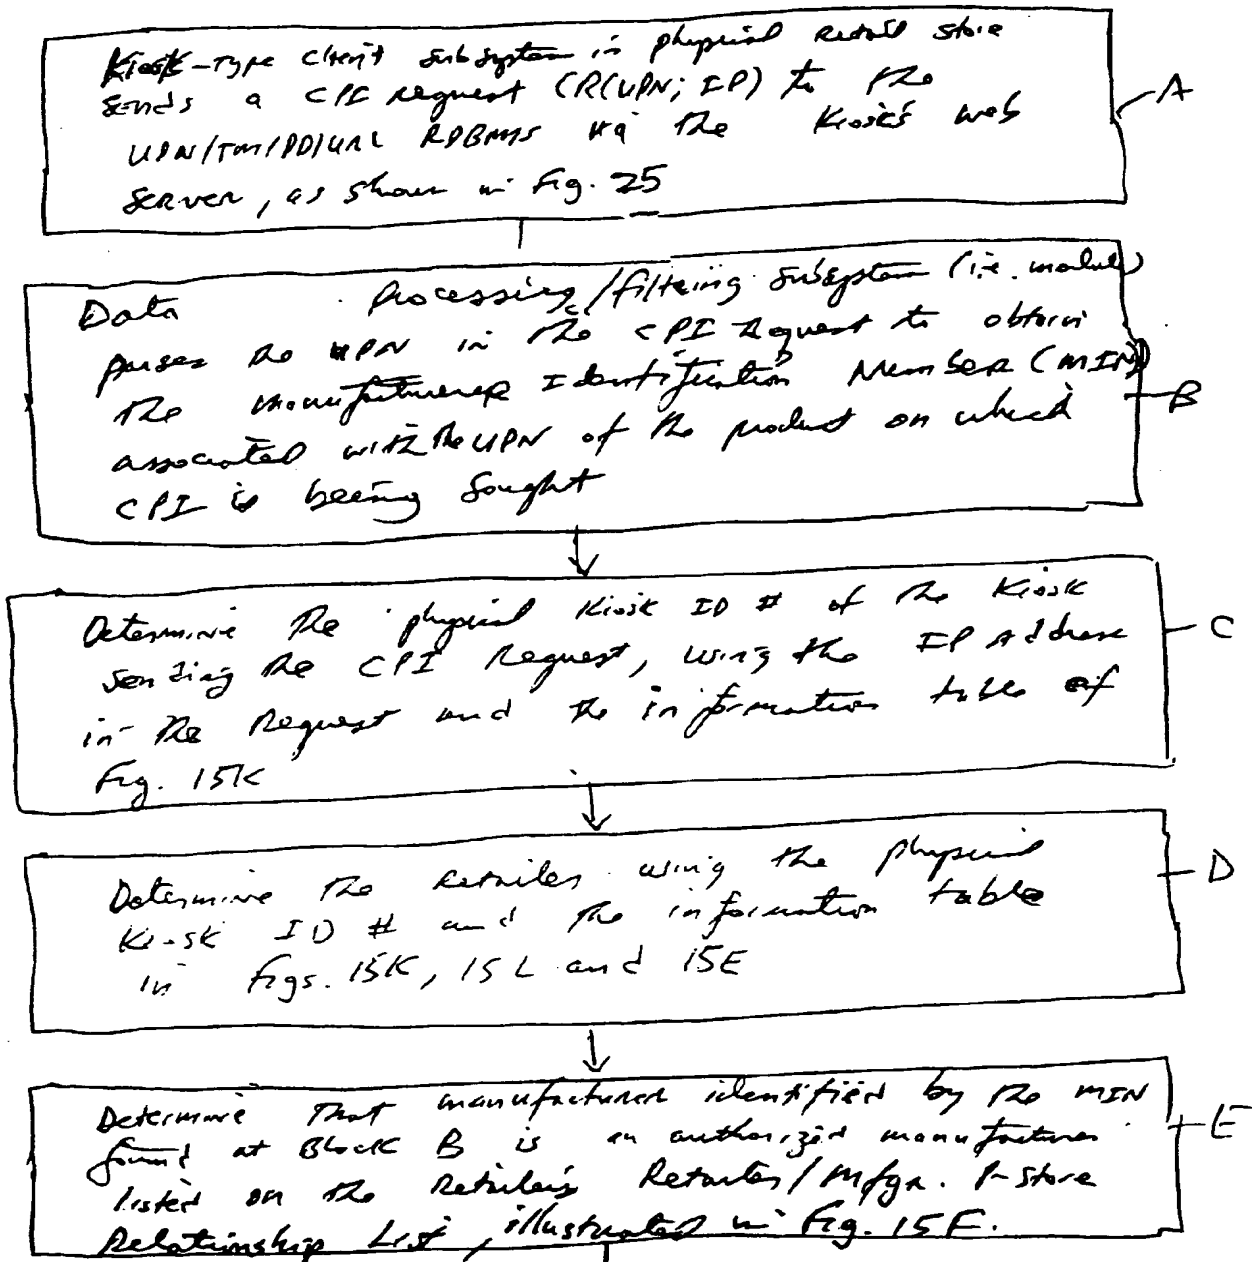 Kiosk-Type Client subsystem in physical retail store
sends a CPI request (R(UPN; IP) to the
UPN/TM/PD/URL RDBMS via the Kiosk's web
server, as shown in Fig. 25
A
Data Processing/filtering subsystem (i.e. module)
parses the UPN in the CPI request to obtain
the manufacturer Identification Number (MIN)
associated with the UPN of the product on which
CPI is being sought
B
Determine the physical Kiosk ID # of the Kiosk
sending the CPI Request, using the IP Address
in the Request and the information table of
Fig. 15K
C
Determine the retailer using the physical
Kiosk ID # and the information table
in Figs. 15K, 15L and 15E
D
Determine that manufacturer identified by the MIN
found at Block B is an authorized manufacturer
listed on the Retailer's Retailer/Mfgr. P-Store
Relationship List, illustrated in Fig. 15F.
E